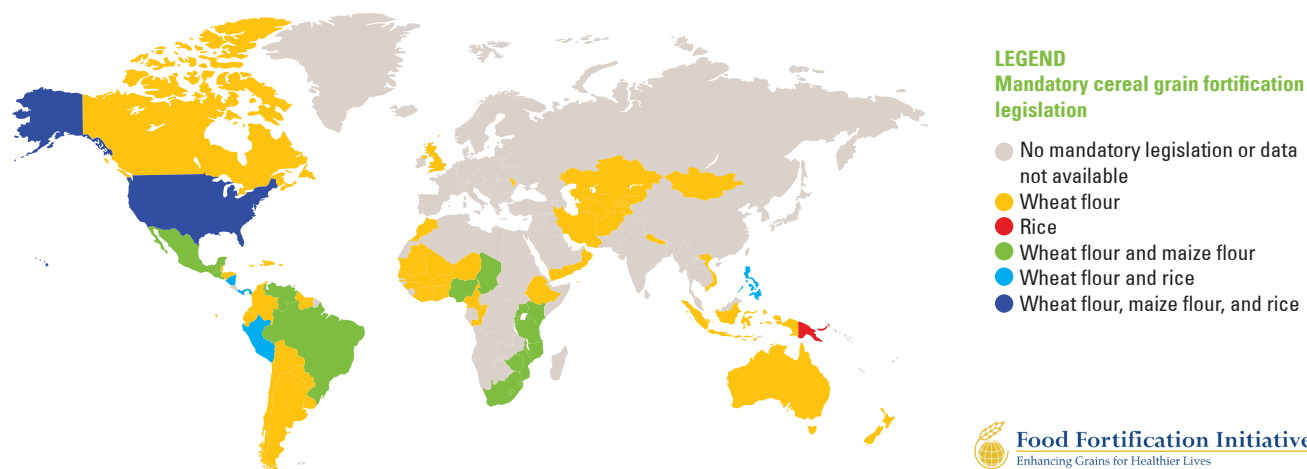 LEGEND
Mandatory cereal grain fortification
legislation
No mandatory legislation or data
not available
Wheat flour
Rice
Wheat flour and maize flour
Wheat flour and rice
Wheat flour, maize flour, and rice
Food Fortification Initiative
Enhancing Grains for Healthier Lives